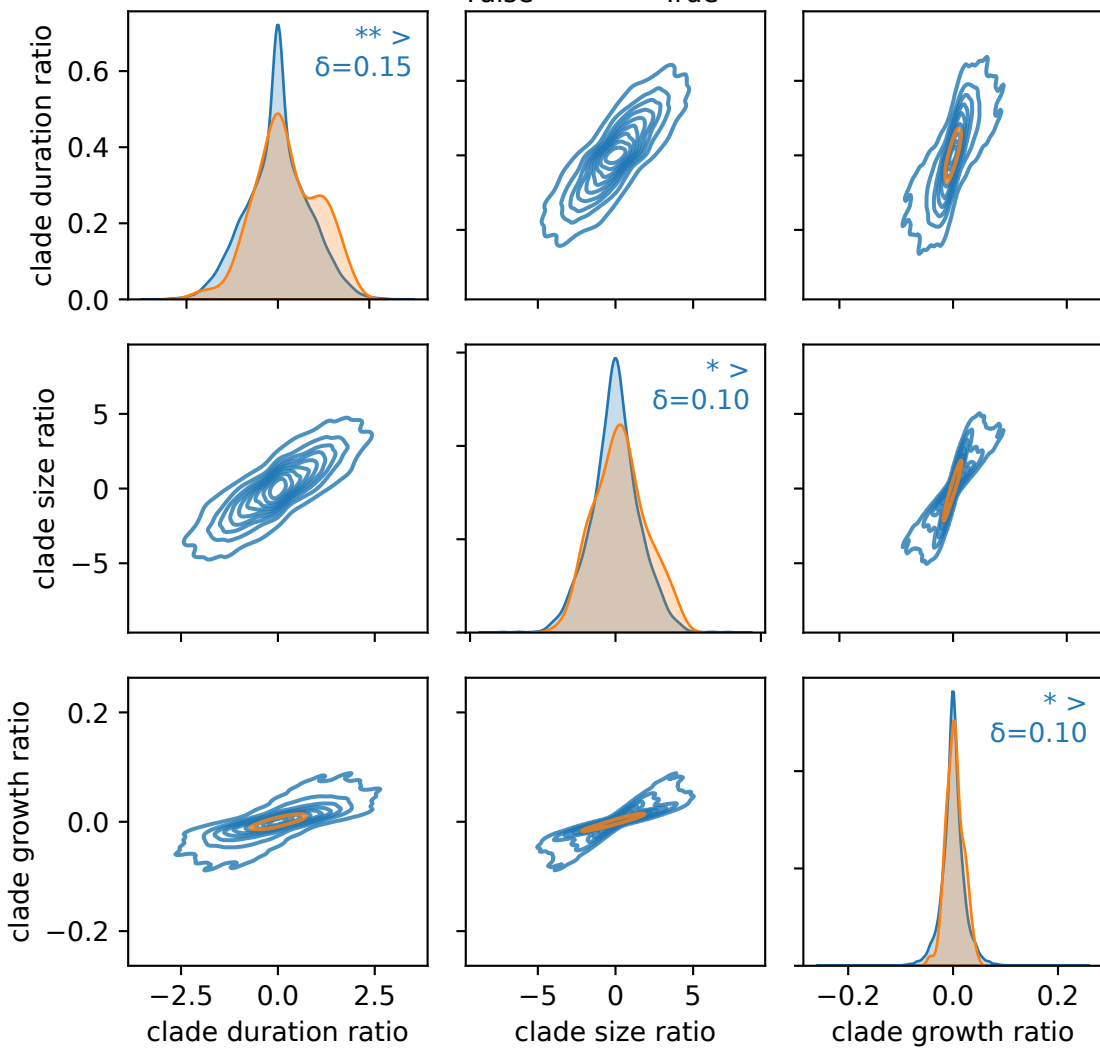 clade duration ratio
0.6
0.4
0.2
0.0
** >
δ=0.15
clade size ratio
5
0
−5
* >
δ=0.10
clade growth ratio
0.2
0.0
−0.2
* >
δ=0.10
−2.5 0.0 2.5
clade duration ratio
−5 0 5
clade size ratio
−0.2 0.0 0.2
clade growth ratio